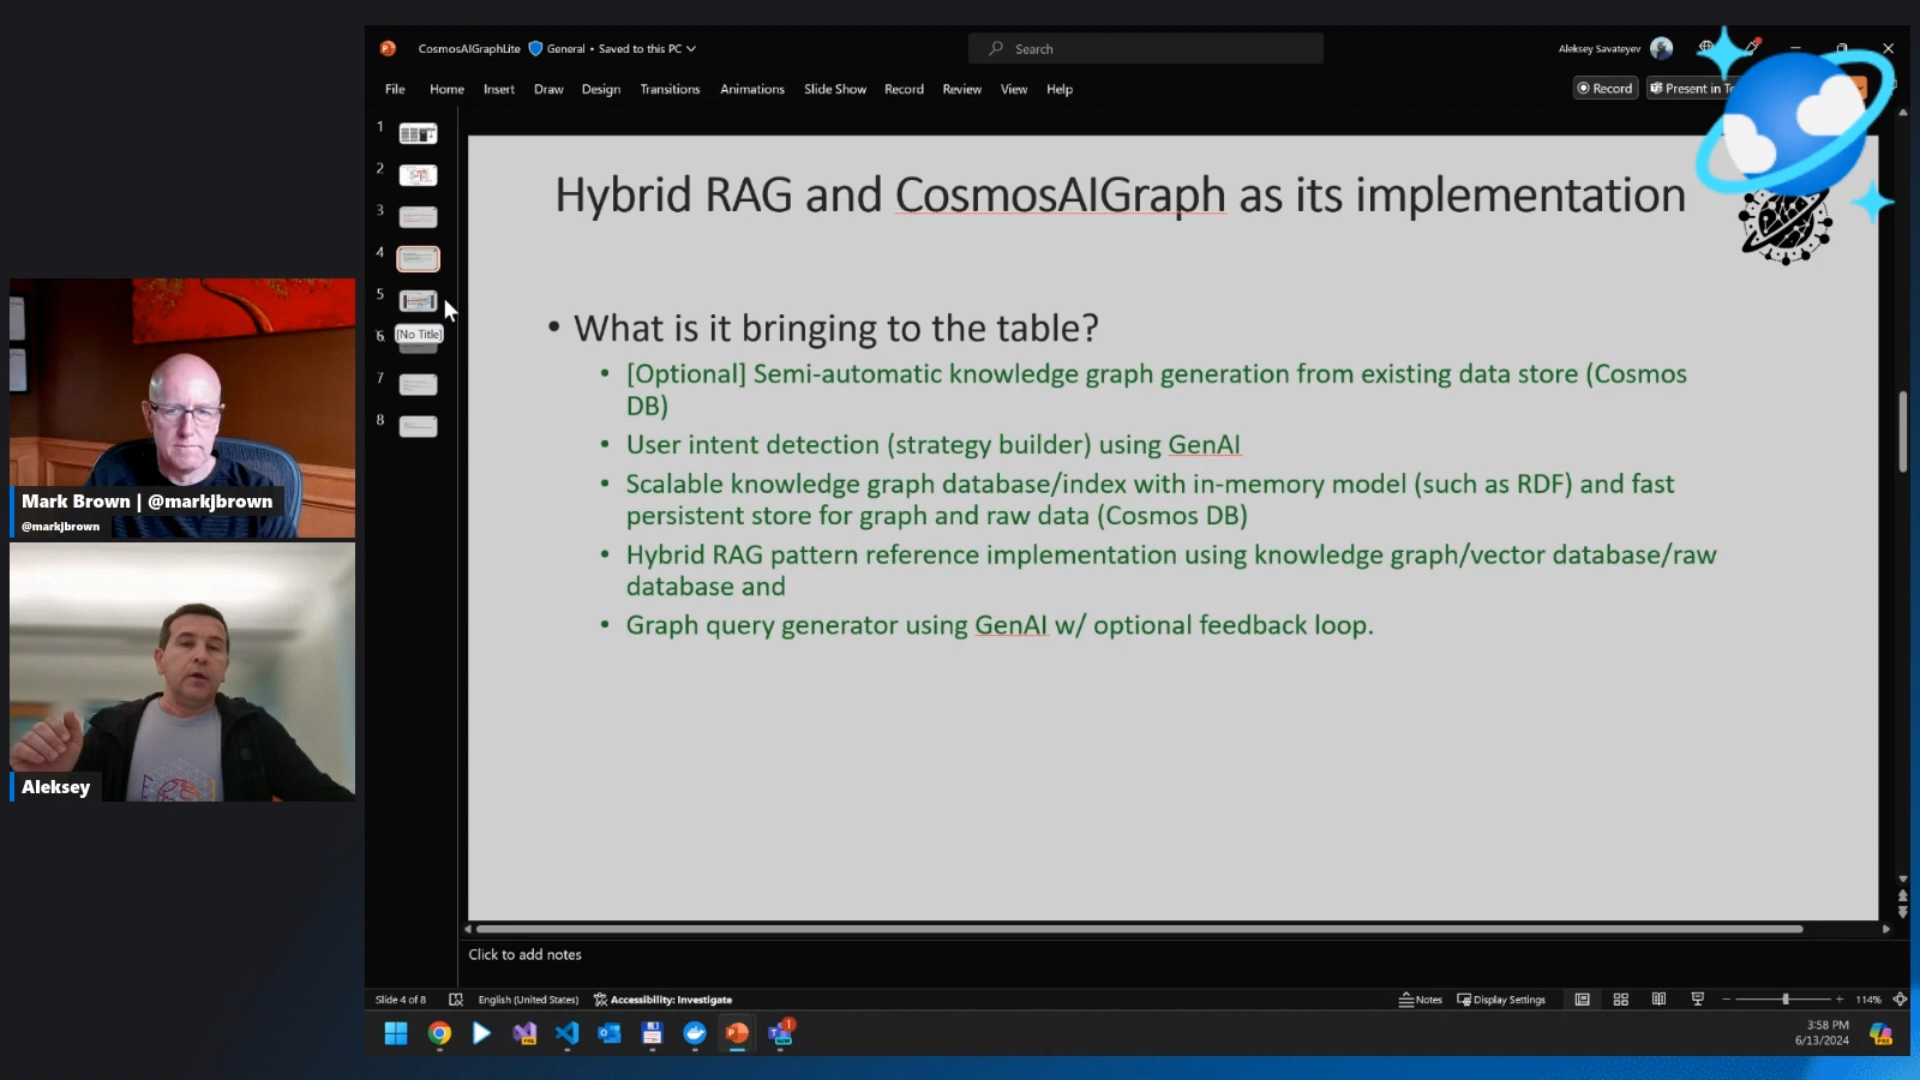 CosmosAIGraphLite
General • Saved to this PC
Search
Aleksey Savateyev
File
Home
Insert
Draw
Design
Transitions
Animations
Slide Show
Record
Review
View
Help
Record
Present in
1
2
3
4
5
6
[No Title]
7
8
Hybrid RAG and CosmosAIGraph as its implementation
• What is it bringing to the table?
• [Optional] Semi-automatic knowledge graph generation from existing data store (Cosmos
DB)
• User intent detection (strategy builder) using GenAI
• Scalable knowledge graph database/index with in-memory model (such as RDF) and fast
persistent store for graph and raw data (Cosmos DB)
• Hybrid RAG pattern reference implementation using knowledge graph/vector database/raw
database and
• Graph query generator using GenAI w/ optional feedback loop.
Mark Brown | @markjbrown
@markjbrown
Aleksey
Click to add notes
Slide 4 of 8
English (United States)
Accessibility: Investigate
Notes
Display Settings
114%
1
3:58 PM
6/13/2024